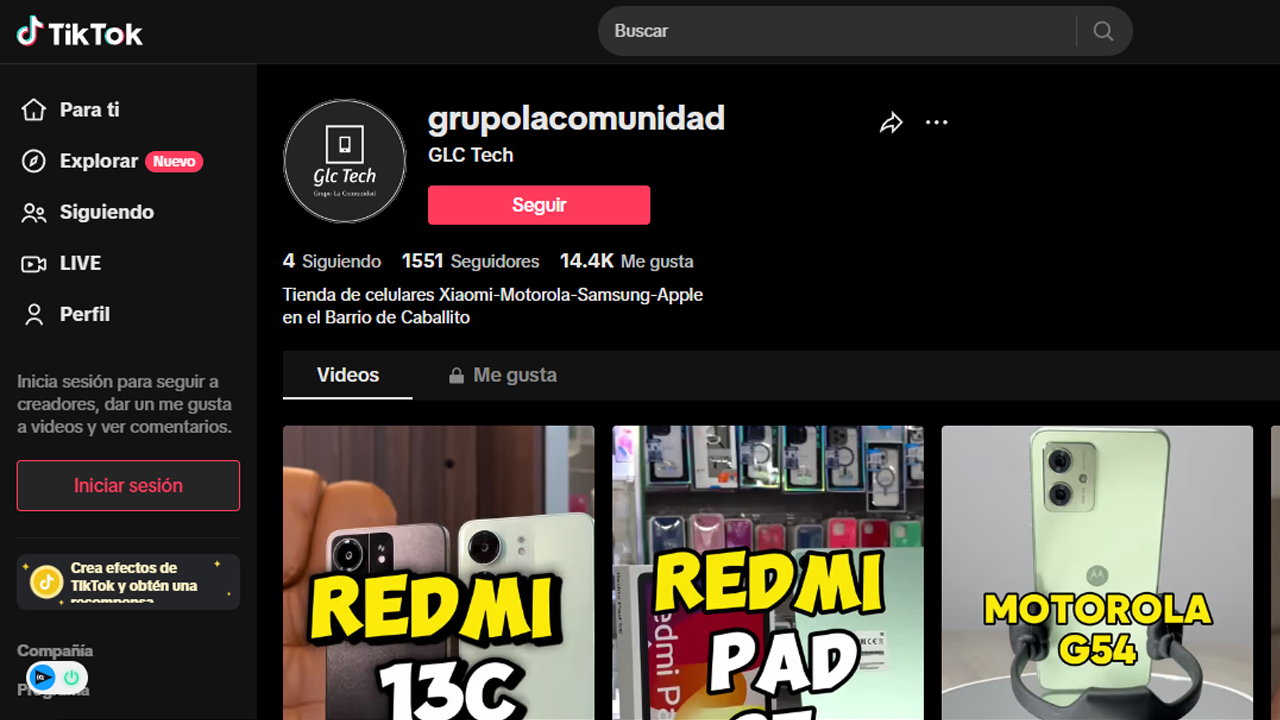 TikTok
Buscar
Para ti
Explorar Nuevo
Siguiendo
LIVE
Perfil
Inicia sesión para seguir a
creadores, dar un me gusta
a videos y ver comentarios.
Iniciar sesión
Crea efectos de
TikTok y obtén una
recompensa
Compañía
Glc Tech
Grupo La Comunidad
grupolacomunidad
GLC Tech
Seguir
4 Siguiendo 1551 Seguidores 14.4K Me gusta
Tienda de celulares Xiaomi-Motorola-Samsung-Apple
en el Barrio de Caballito
Videos Me gusta
REDMI
13C
REDMI
PAD
MOTOROLA
G54